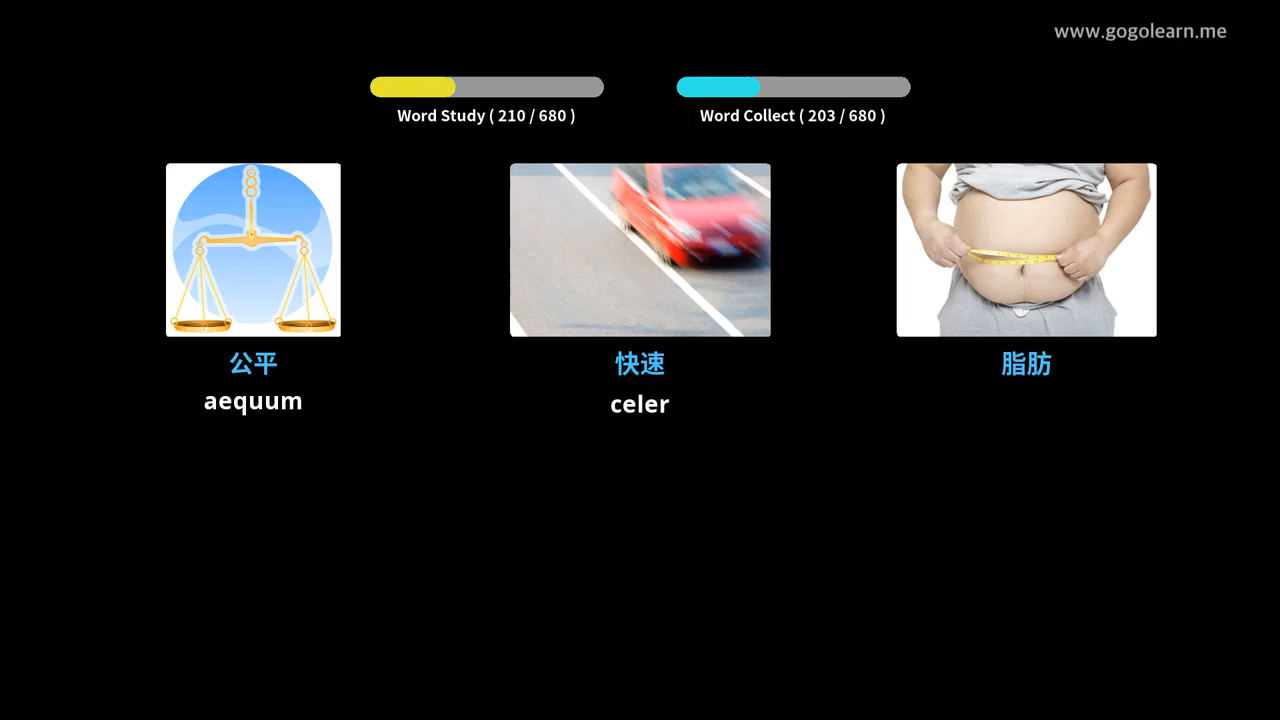 www.gogolearn.me
Word Study ( 210 / 680 )
Word Collect ( 203 / 680 )
公平
快速
脂肪
aequum
celer